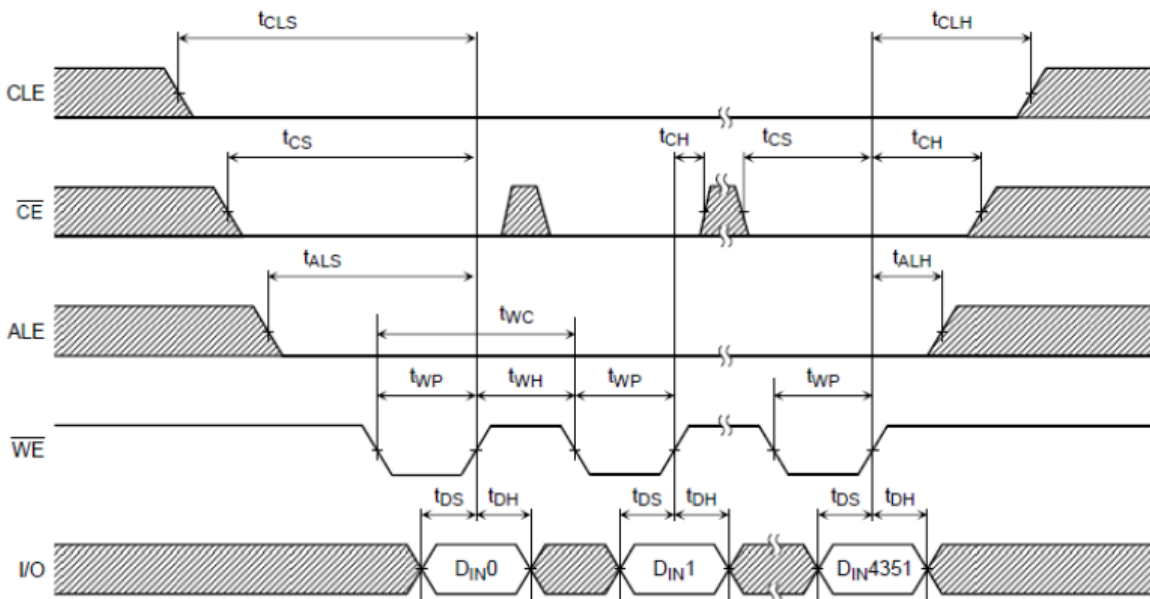 tCLS tCLH
CLE
tCS tCH tCS tCH
CE
tALS tALH
ALE
tWC
tWP tWH tWP tWP
WE
tDS tDH tDS tDH tDS tDH
I/O DIN0 DIN1 DIN4351